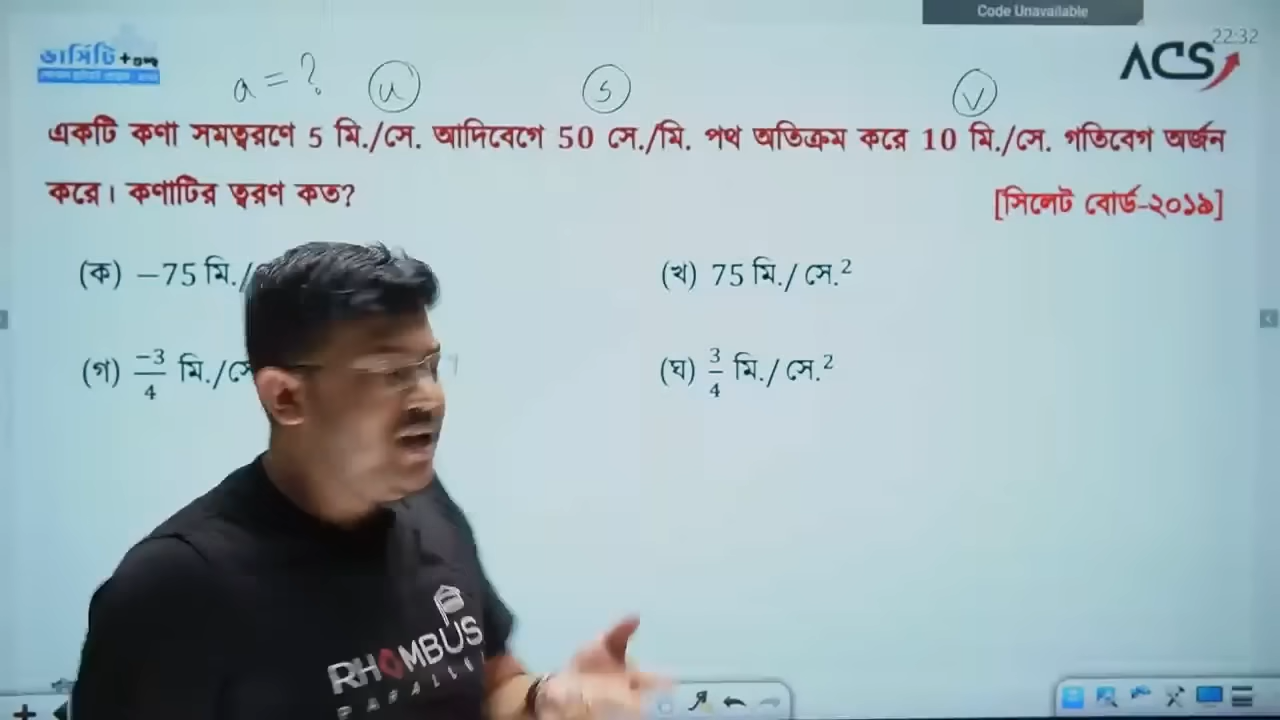 Code Unavailable
22:32
ভার্সিটি +
ACS
a = ? u s v
একটি কণা সমত্বরণে 5 মি./সে. আদিবেগে 50 সে./মি. পথ অতিক্রম করে 10 মি./সে. গতিবেগ অর্জন
করে। কণাটির ত্বরণ কত?
[সিলেট বোর্ড-২০১৯]
(ক) −75 মি./
(খ) 75 মি./ সে.²
(গ) −3/4 মি./সে
(ঘ) 3/4 মি./ সে.²
RHOMBUS
PARALLEL